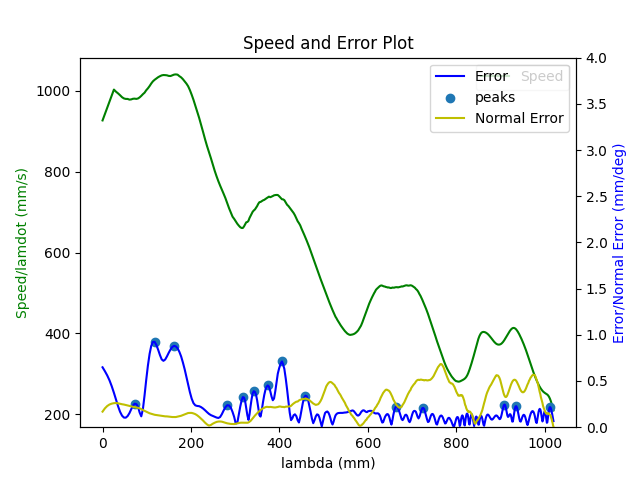 Speed and Error Plot
Speed/lamdot (mm/s)
1000
800
600
400
200
Error
Speed
peaks
Normal Error
4.0
3.5
3.0
2.5
2.0
1.5
1.0
0.5
0.0
Error/Normal Error (mm/deg)
0 200 400 600 800 1000
lambda (mm)